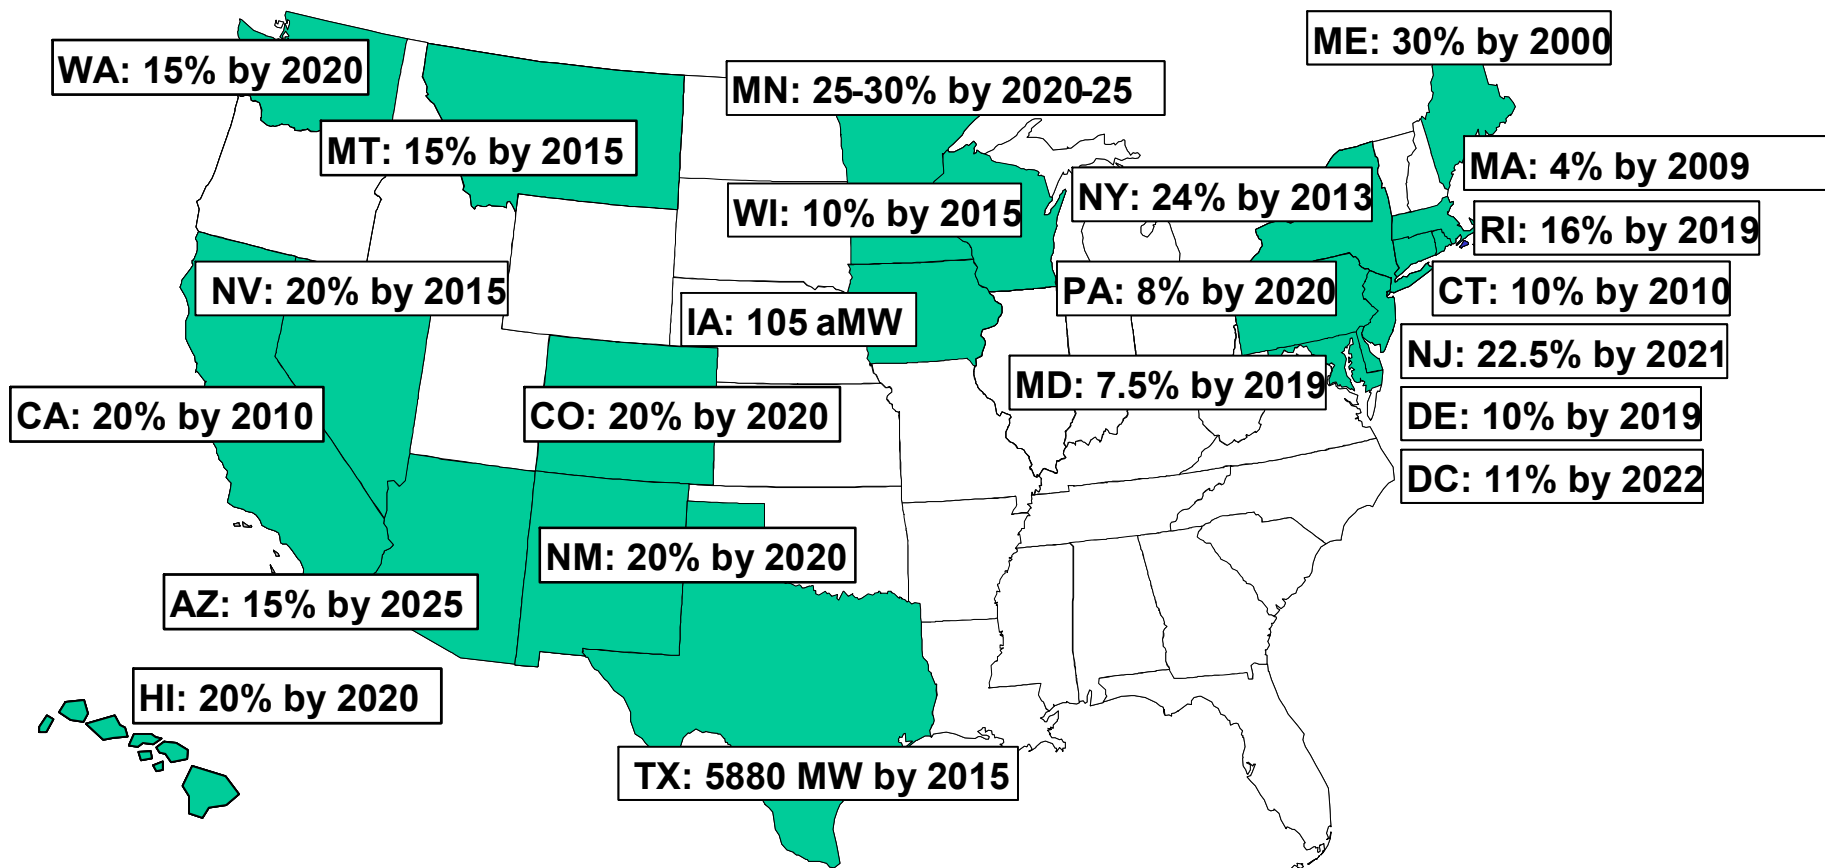 ME: 30% by 2000
WA: 15% by 2020
MN: 25-30% by 2020-25
MT: 15% by 2015
MA: 4% by 2009
WI: 10% by 2015
NY: 24% by 2013
RI: 16% by 2019
NV: 20% by 2015
PA: 8% by 2020
CT: 10% by 2010
IA: 105 aMW
NJ: 22.5% by 2021
MD: 7.5% by 2019
CA: 20% by 2010
CO: 20% by 2020
DE: 10% by 2019
DC: 11% by 2022
NM: 20% by 2020
AZ: 15% by 2025
HI: 20% by 2020
TX: 5880 MW by 2015